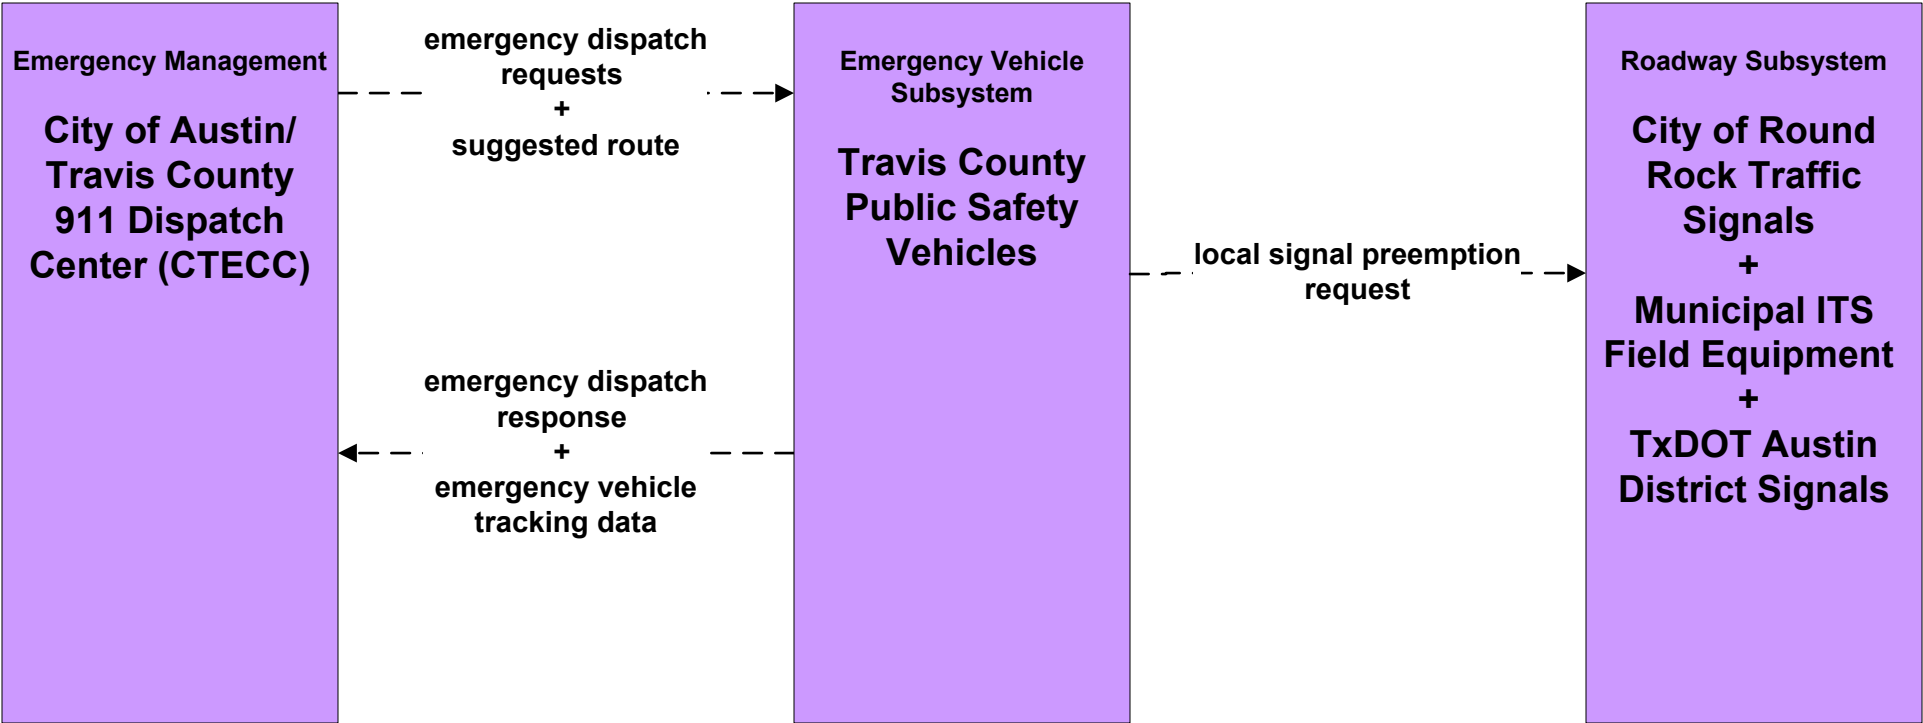 Emergency Management
City of Austin/
Travis County
911 Dispatch
Center (CTECC)
emergency dispatch
requests
+
suggested route
emergency dispatch
response
+
emergency vehicle
tracking data
Emergency Vehicle
Subsystem
Travis County
Public Safety
Vehicles
local signal preemption
request
Roadway Subsystem
City of Round
Rock Traffic
Signals
+
Municipal ITS
Field Equipment
+
TxDOT Austin
District Signals